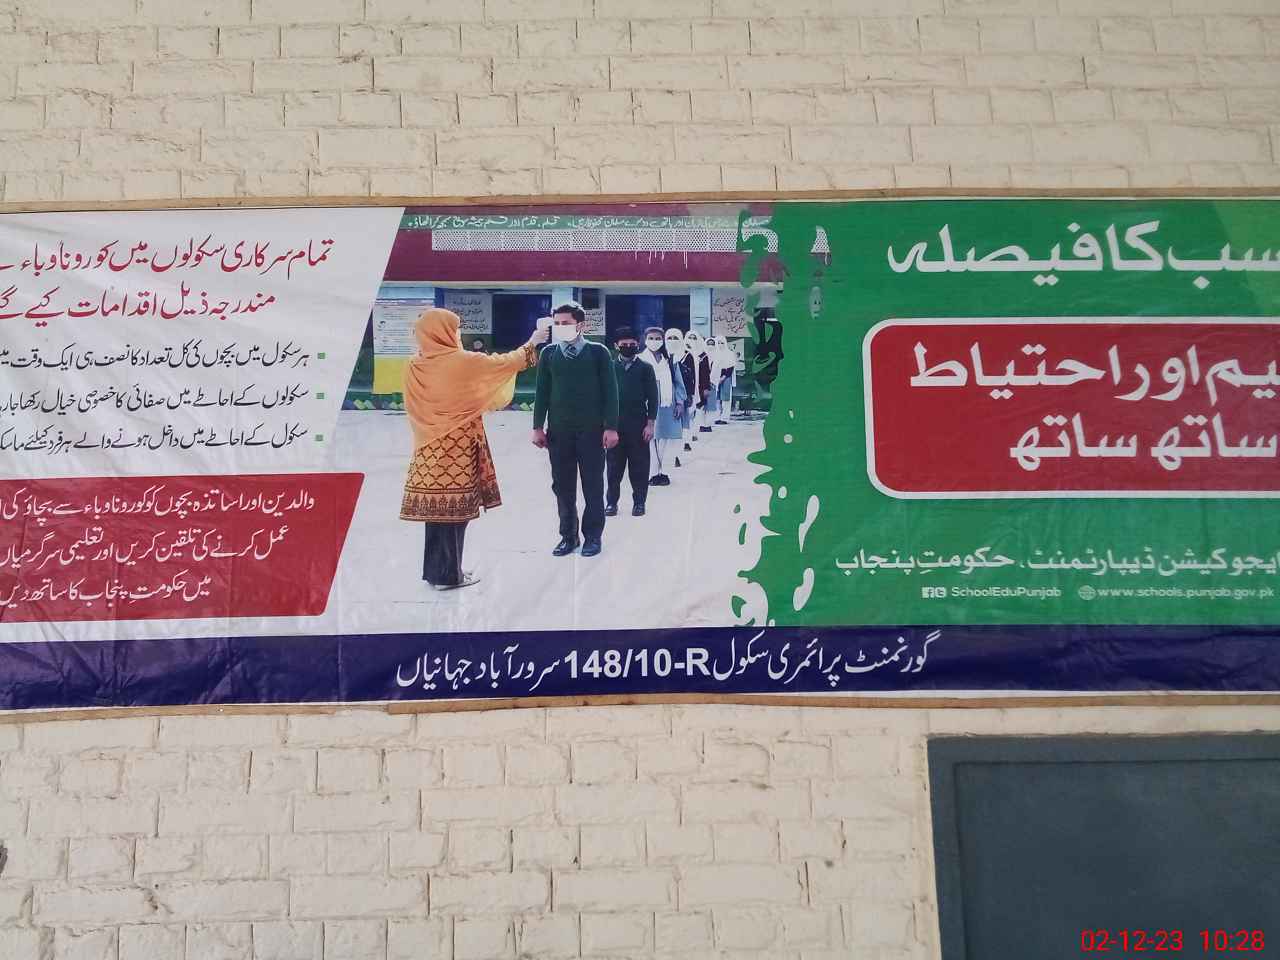 سب کا فیصلہ
اور احتیاط
ساتھ ساتھ
ایجوکیشن ڈیپارٹمنٹ، حکومتِ پنجاب
SchoolEduPunjab www.schools.punjab.gov.pk
تمام سرکاری سکولوں میں کورونا وباء
مندرجہ ذیل اقدامات کیے
ہر سکول میں بچوں کی کل تعداد کا نصف ہی ایک وقت
سکولوں کے احاطے میں صفائی کا خصوصی خیال رکھا
سکول کے احاطے میں داخل ہونے والے ہر فرد کیلئے
والدین اور اساتذہ بچوں کو کورونا وباء سے بچاؤ کی
عمل کرنے کی تلقین کریں اور تعلیمی سرگرمیاں
میں حکومتِ پنجاب کا ساتھ دیں
گورنمنٹ پرائمری سکول 148/10-R سرور آباد جہانیاں
02-12-23 10:28